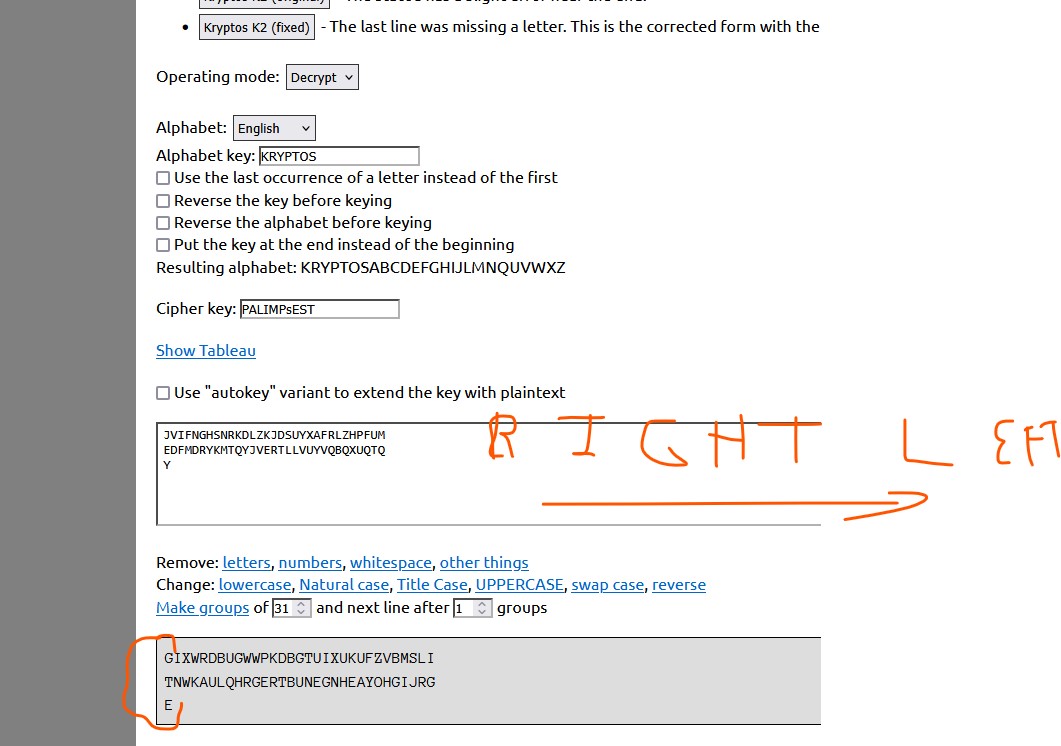 Kryptos K2 (fixed) - The last line was missing a letter. This is the corrected form with the
Operating mode: Decrypt
Alphabet: English
Alphabet key: KRYPTOS
Use the last occurrence of a letter instead of the first
Reverse the key before keying
Reverse the alphabet before keying
Put the key at the end instead of the beginning
Resulting alphabet: KRYPTOSABCDEFGHIJLMNQUVWXZ
Cipher key: PALIMPsEST
Show Tableau
Use "autokey" variant to extend the key with plaintext
RIGHT LEFT
JVIFNGHSNRKDLZKJDSUYXAFRLZHPFUM
EDFMDRYKMTQYJVERTLLVUYVQBQXUQTQ
Y
Remove: letters, numbers, whitespace, other things
Change: lowercase, Natural case, Title Case, UPPERCASE, swap case, reverse
Make groups of 31 and next line after 1 groups
GIXWRDBUGWWPKDBGTUIXUKUFZVBMSLI
TNWKAULQHRGERTBUNEGNHEAYOHGIJRG
E